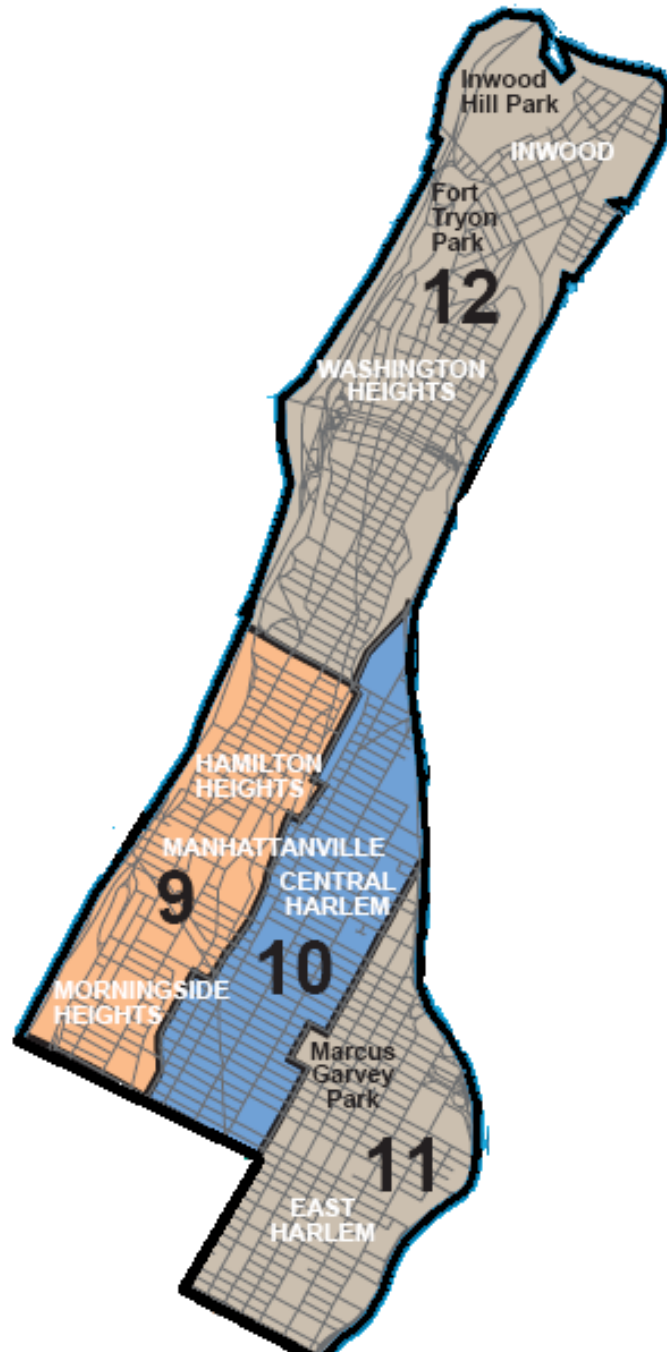 Inwood
Hill Park
INWOOD
Fort
Tryon
Park
12
WASHINGTON
HEIGHTS
HAMILTON
HEIGHTS
MANHATTANVILLE
9
CENTRAL
HARLEM
10
MORNINGSIDE
HEIGHTS
Marcus
Garvey
Park
11
EAST
HARLEM